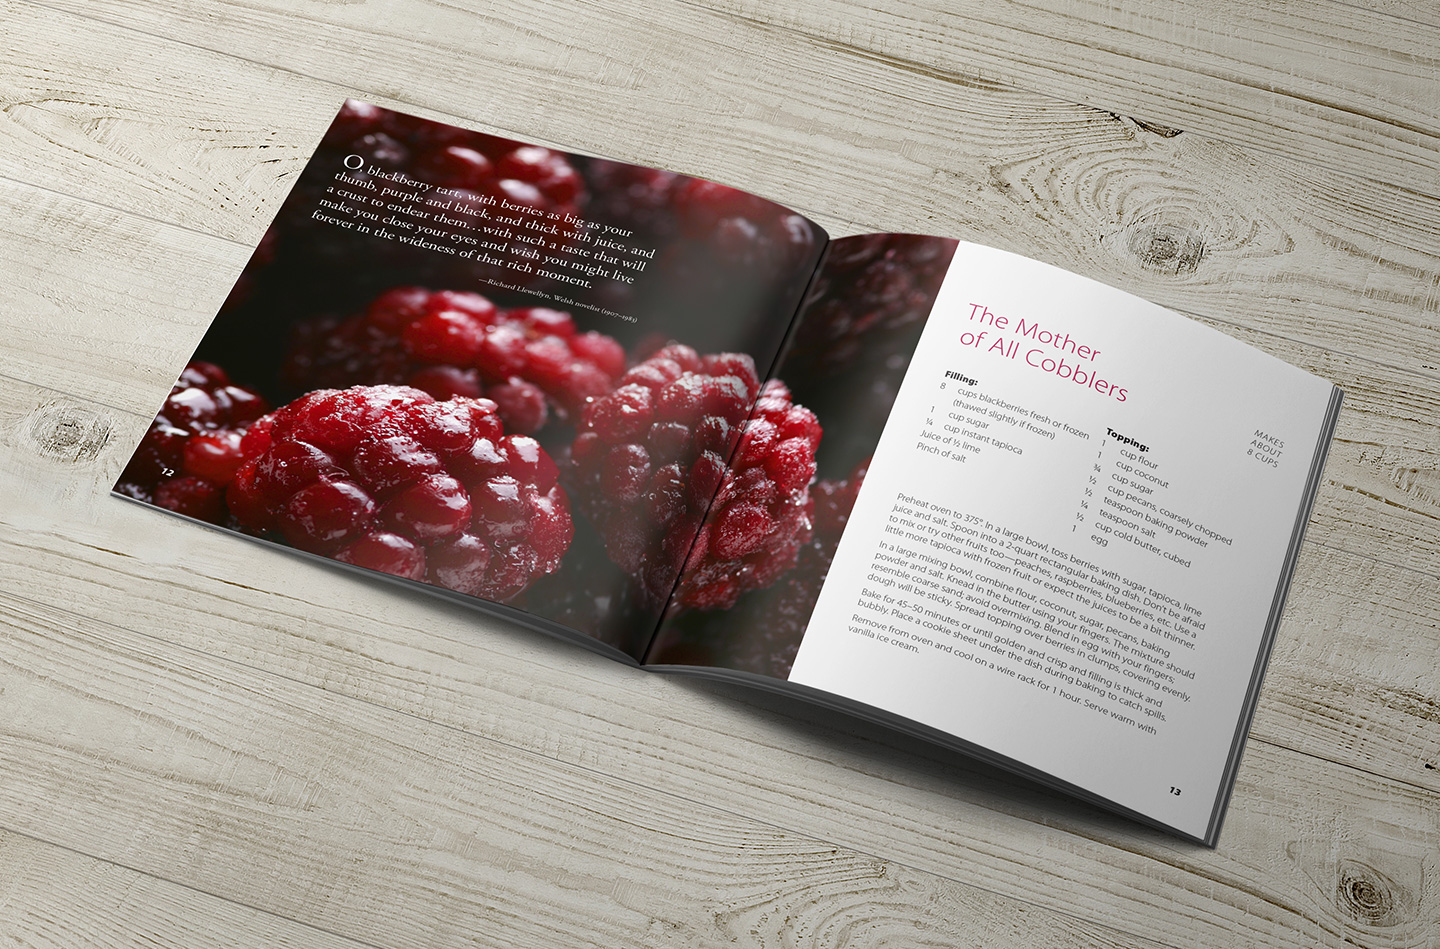 O, blackberry tart, with berries as big as your
thumb, purple and black, and thick with juice, and
a crust to endear them…with such a taste that will
make you close your eyes and wish you might live
forever in the wideness of that rich moment.
—Richard Llewellyn, Welsh novelist (1907–1983)
12
The Mother
of All Cobblers
Filling:
8 cups blackberries fresh or frozen
(thawed slightly if frozen)
1 cup sugar
¼ cup instant tapioca
Juice of ½ lime
Pinch of salt
Topping:
1 cup flour
1 cup coconut
¾ cup sugar
½ cup pecans, coarsely chopped
½ teaspoon baking powder
¼ teaspoon salt
½ cup cold butter, cubed
1 egg
MAKES
ABOUT
8 CUPS
Preheat oven to 375°. In a large bowl, toss berries with sugar, tapioca, lime
juice and salt. Spoon into a 2-quart rectangular baking dish. Don't be afraid
to mix or try other fruits too—peaches, raspberries, blueberries, etc. Use a
little more tapioca with frozen fruit or expect the juices to be a bit thinner.
In a large mixing bowl, combine flour, coconut, sugar, pecans, baking
powder and salt. Knead in the butter using your fingers. The mixture should
resemble coarse sand; avoid overmixing. Blend in egg with your fingers;
dough will be sticky. Spread topping over berries in clumps, covering evenly.
Bake for 45–50 minutes or until golden and crisp and filling is thick and
bubbly. Place a cookie sheet under the dish during baking to catch spills.
Remove from oven and cool on a wire rack for 1 hour. Serve warm with
vanilla ice cream.
13